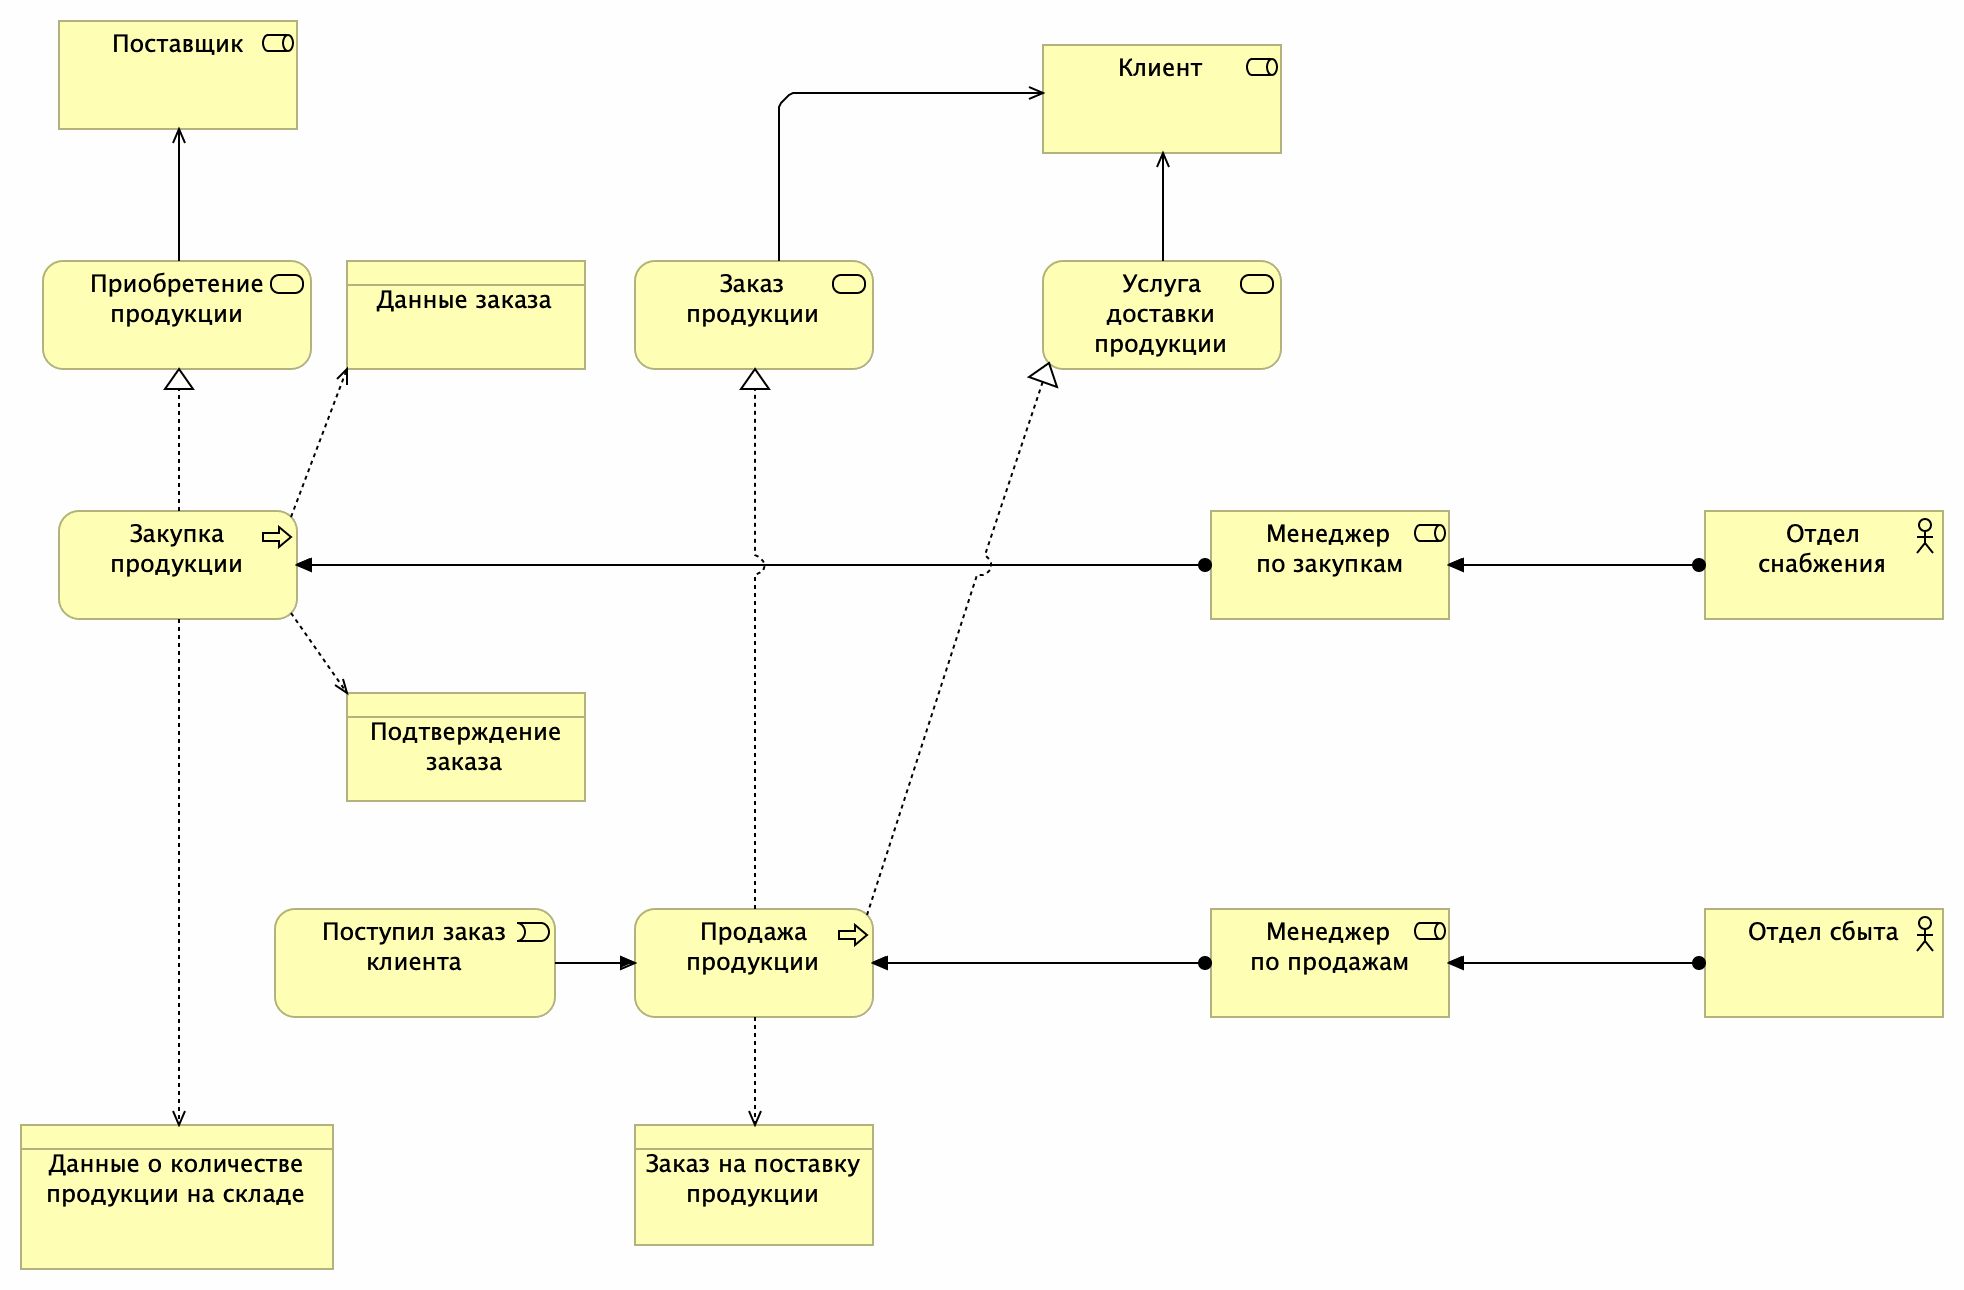 Поставщик
Клиент
Приобретение
продукции
Данные заказа
Заказ
продукции
Услуга
доставки
продукции
Закупка
продукции
Менеджер
по закупкам
Отдел
снабжения
Подтверждение
заказа
Поступил заказ
клиента
Продажа
продукции
Менеджер
по продажам
Отдел сбыта
Данные о количестве
продукции на складе
Заказ на поставку
продукции